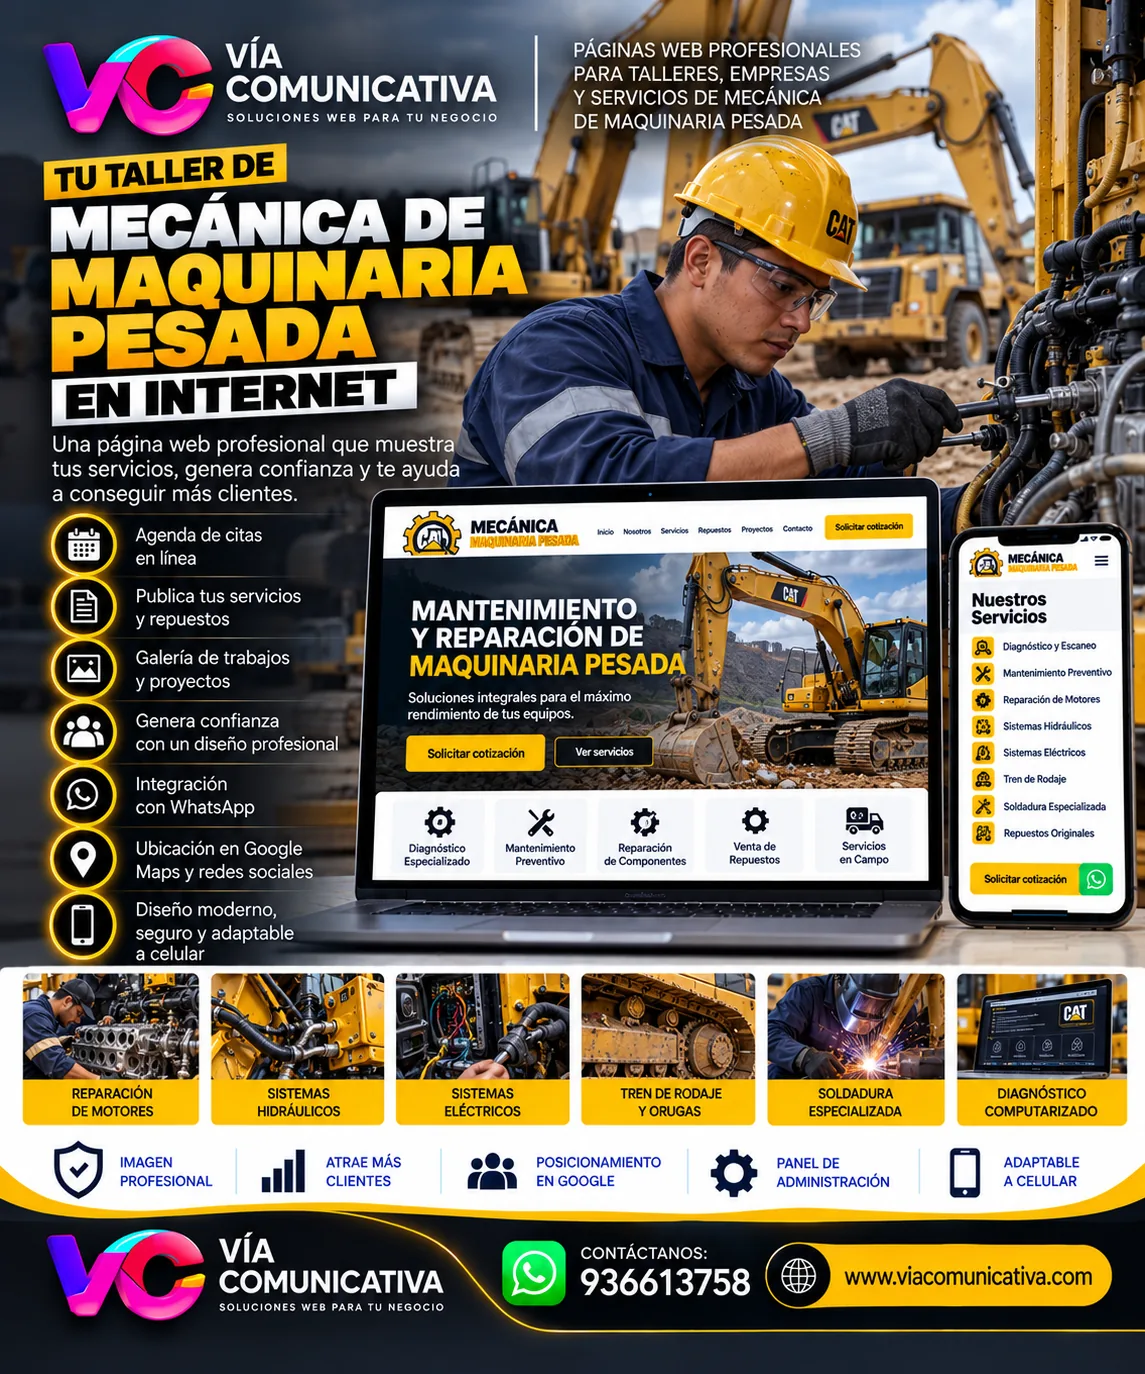 VC
VÍA
COMUNICATIVA
SOLUCIONES WEB PARA TU NEGOCIO
PÁGINAS WEB PROFESIONALES
PARA TALLERES, EMPRESAS
Y SERVICIOS DE MECÁNICA
DE MAQUINARIA PESADA
CAT
CAT
TU TALLER DE
MECÁNICA DE
MAQUINARIA
PESADA
EN INTERNET
Una página web profesional que muestra
tus servicios, genera confianza y te ayuda
a conseguir más clientes.
Agenda de citas
en línea
Publica tus servicios
y repuestos
Galería de trabajos
y proyectos
Genera confianza
con un diseño profesional
Integración
con WhatsApp
Ubicación en Google
Maps y redes sociales
Diseño moderno,
seguro y adaptable
a celular
CAT
MECÁNICA
MAQUINARIA PESADA
Inicio Nosotros Servicios Repuestos Proyectos Contacto Solicitar cotización
CAT
MANTENIMIENTO
Y REPARACIÓN DE
MAQUINARIA PESADA
Soluciones integrales para el máximo
rendimiento de tus equipos.
Solicitar cotización Ver servicios
Diagnóstico
Especializado
Mantenimiento
Preventivo
Reparación
de Componentes
Venta de
Repuestos
Servicios
en Campo
MECÁNICA
MAQUINARIA PESADA
Nuestros
Servicios
Diagnóstico y Escaneo
Mantenimiento Preventivo
Reparación de Motores
Sistemas Hidráulicos
Sistemas Eléctricos
Tren de Rodaje
Soldadura Especializada
Repuestos Originales
Solicitar cotización
REPARACIÓN
DE MOTORES
SISTEMAS
HIDRÁULICOS
SISTEMAS
ELÉCTRICOS
TREN DE RODAJE
Y ORUGAS
SOLDADURA
ESPECIALIZADA
CAT
DIAGNÓSTICO
COMPUTARIZADO
IMAGEN
PROFESIONAL
ATRAE MÁS
CLIENTES
POSICIONAMIENTO
EN GOOGLE
PANEL DE
ADMINISTRACIÓN
ADAPTABLE
A CELULAR
VC
VÍA
COMUNICATIVA
SOLUCIONES WEB PARA TU NEGOCIO
CONTÁCTANOS:
936613758
www.viacomunicativa.com